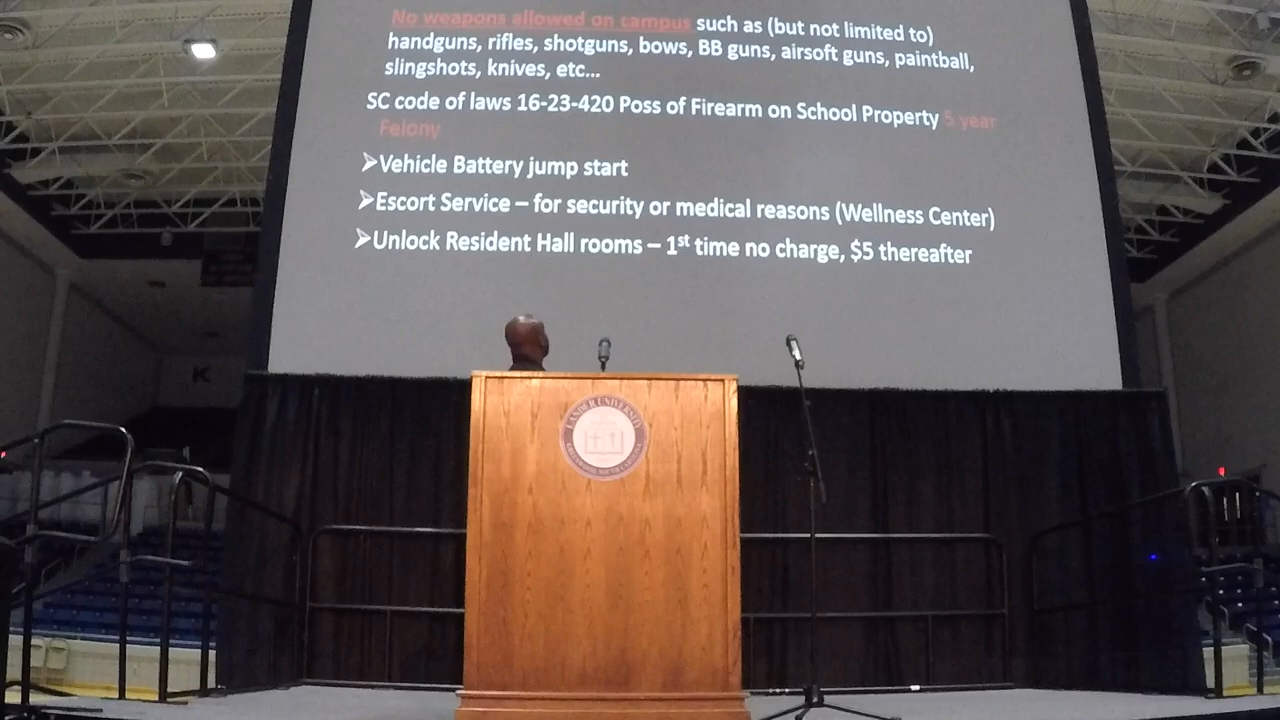 No weapons allowed on campus such as (but not limited to)
handguns, rifles, shotguns, bows, BB guns, airsoft guns, paintball,
slingshots, knives, etc...
SC code of laws 16-23-420 Poss of Firearm on School Property 5 year
Felony
➢Vehicle Battery jump start
➢Escort Service – for security or medical reasons (Wellness Center)
➢Unlock Resident Hall rooms – 1st time no charge, $5 thereafter
K
LANDER UNIVERSITY
GREENWOOD, SOUTH CAROLINA